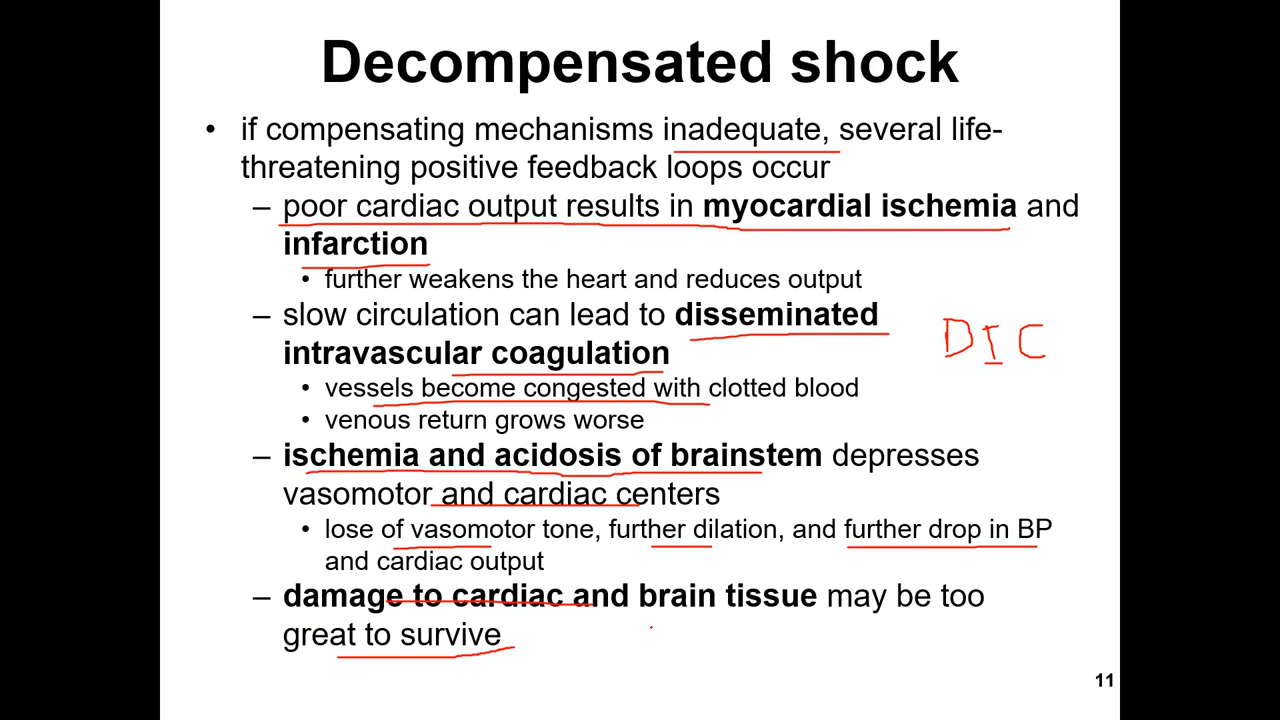 Decompensated shock
• if compensating mechanisms inadequate, several life-
threatening positive feedback loops occur
– poor cardiac output results in myocardial ischemia and
infarction
• further weakens the heart and reduces output
– slow circulation can lead to disseminated
intravascular coagulation
DIC
• vessels become congested with clotted blood
• venous return grows worse
– ischemia and acidosis of brainstem depresses
vasomotor and cardiac centers
• lose of vasomotor tone, further dilation, and further drop in BP
and cardiac output
– damage to cardiac and brain tissue may be too
great to survive
11